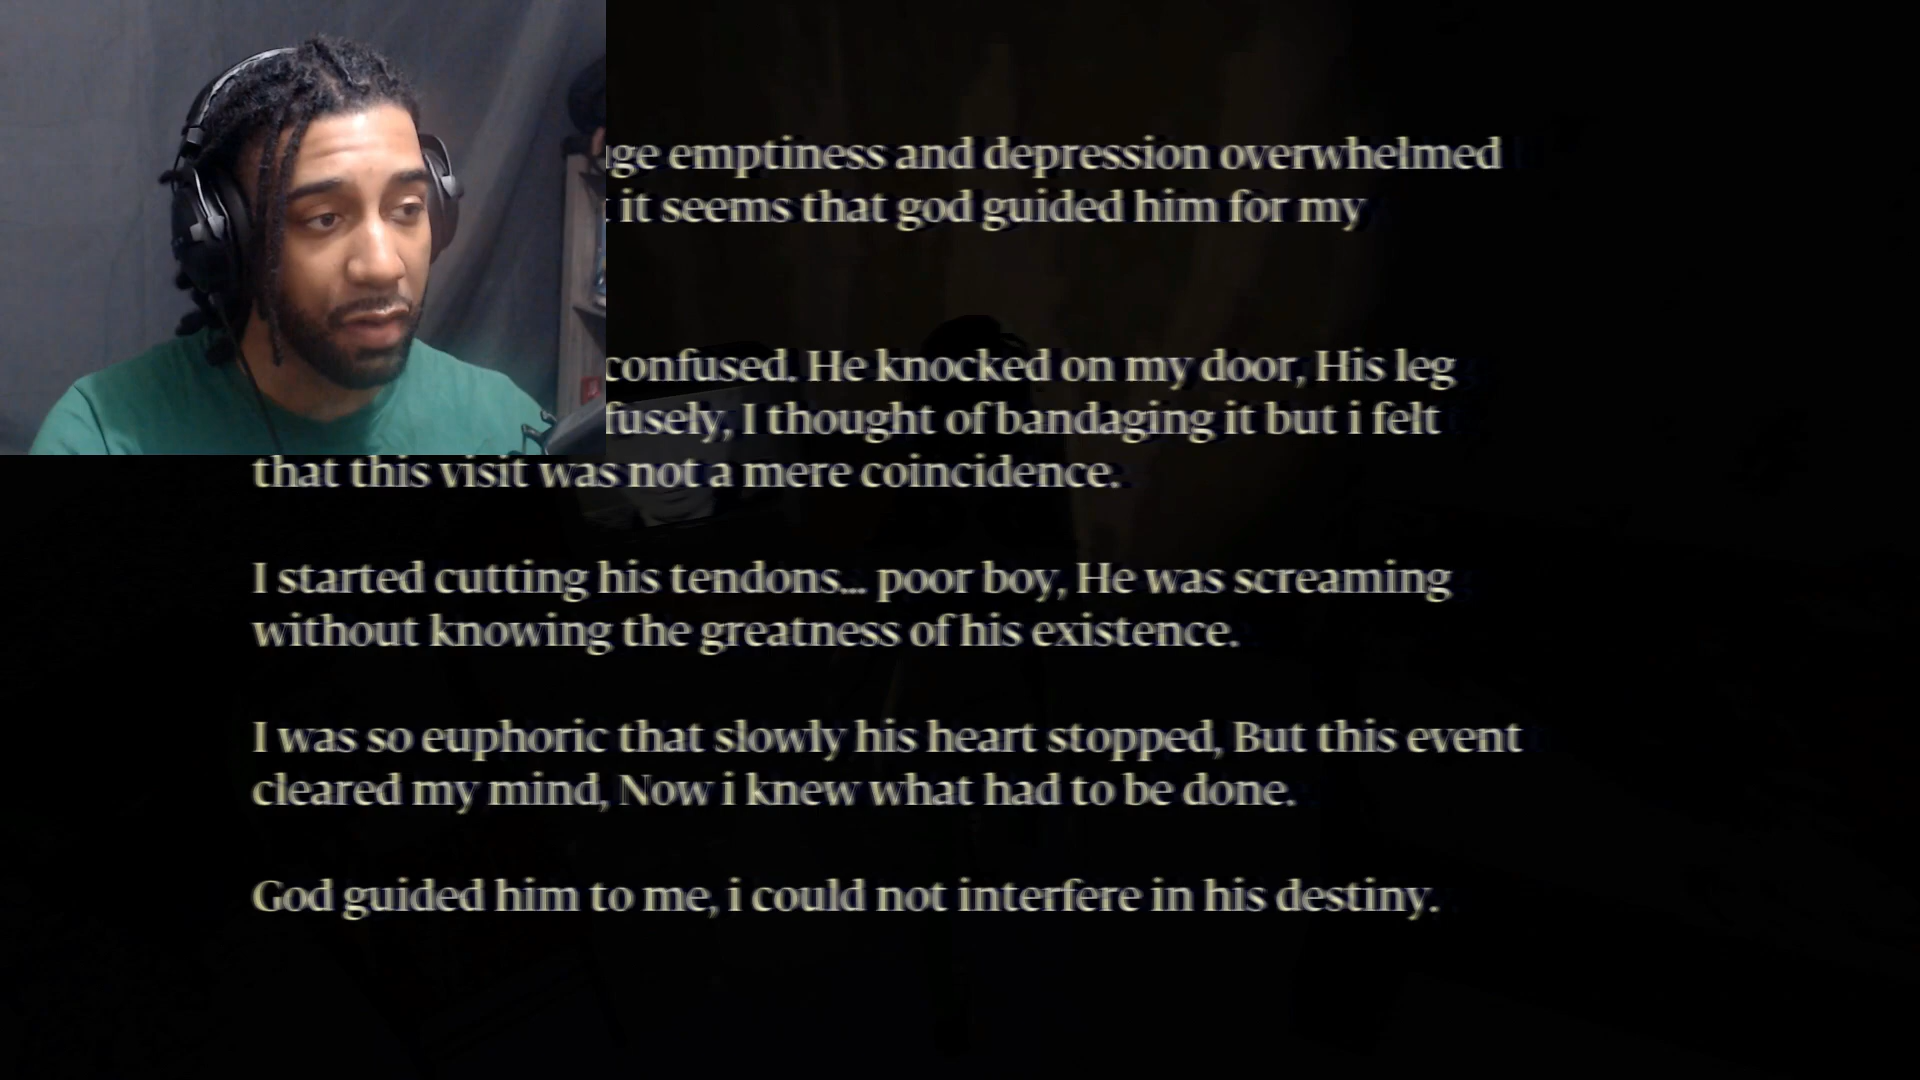 emptiness and depression overwhelmed
it seems that god guided him for my
confused. He knocked on my door, His leg
I thought of bandaging it but i felt
that this visit was not a mere coincidence.
I started cutting his tendons... poor boy, He was screaming
without knowing the greatness of his existence.
I was so euphoric that slowly his heart stopped, But this event
cleared my mind, Now i knew what had to be done.
God guided him to me, i could not interfere in his destiny.